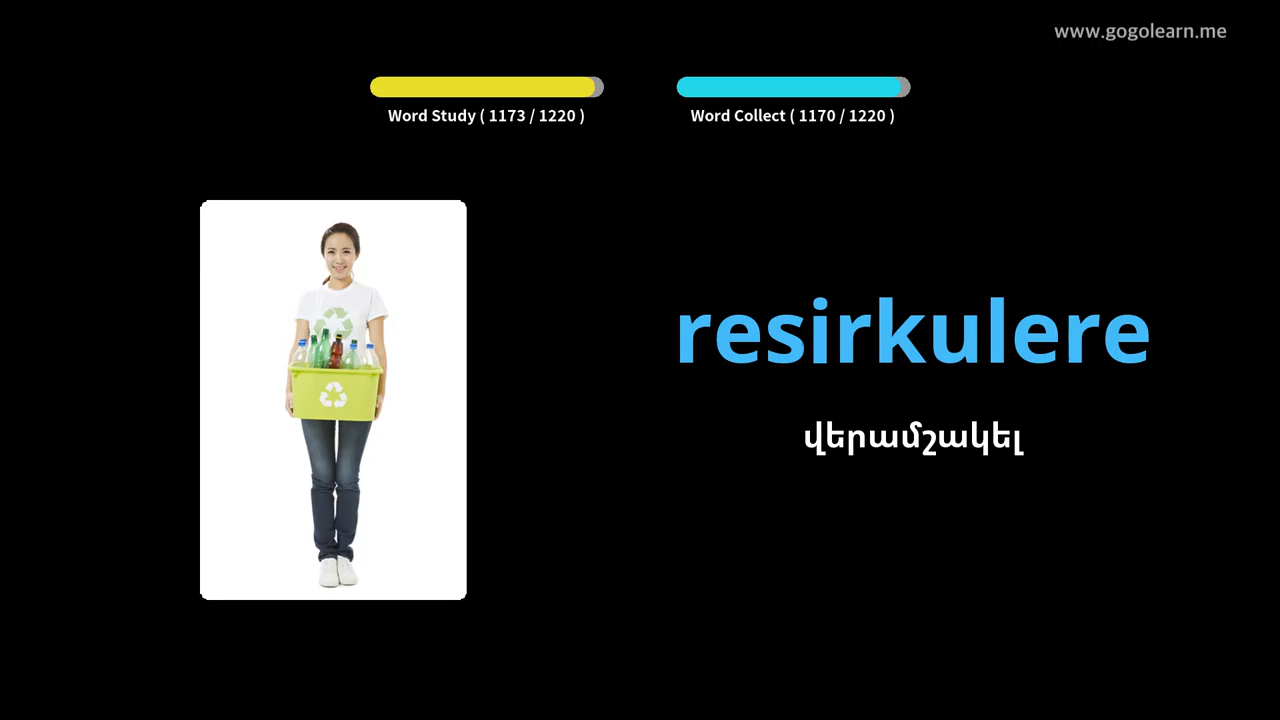 www.gogolearn.me
Word Study ( 1173 / 1220 )
Word Collect ( 1170 / 1220 )
resirkulere
վերամշակել